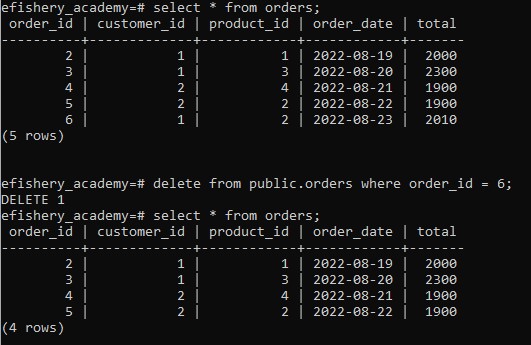 efishery_academy=# select * from orders;
 order_id | customer_id | product_id | order_date | total
----------+-------------+------------+------------+-------
        2 |           1 |          1 | 2022-08-19 |  2000
        3 |           1 |          3 | 2022-08-20 |  2300
        4 |           2 |          4 | 2022-08-21 |  1900
        5 |           2 |          2 | 2022-08-22 |  1900
        6 |           1 |          2 | 2022-08-23 |  2010
(5 rows)
efishery_academy=# delete from public.orders where order_id = 6;
DELETE 1
efishery_academy=# select * from orders;
 order_id | customer_id | product_id | order_date | total
----------+-------------+------------+------------+-------
        2 |           1 |          1 | 2022-08-19 |  2000
        3 |           1 |          3 | 2022-08-20 |  2300
        4 |           2 |          4 | 2022-08-21 |  1900
        5 |           2 |          2 | 2022-08-22 |  1900
(4 rows)